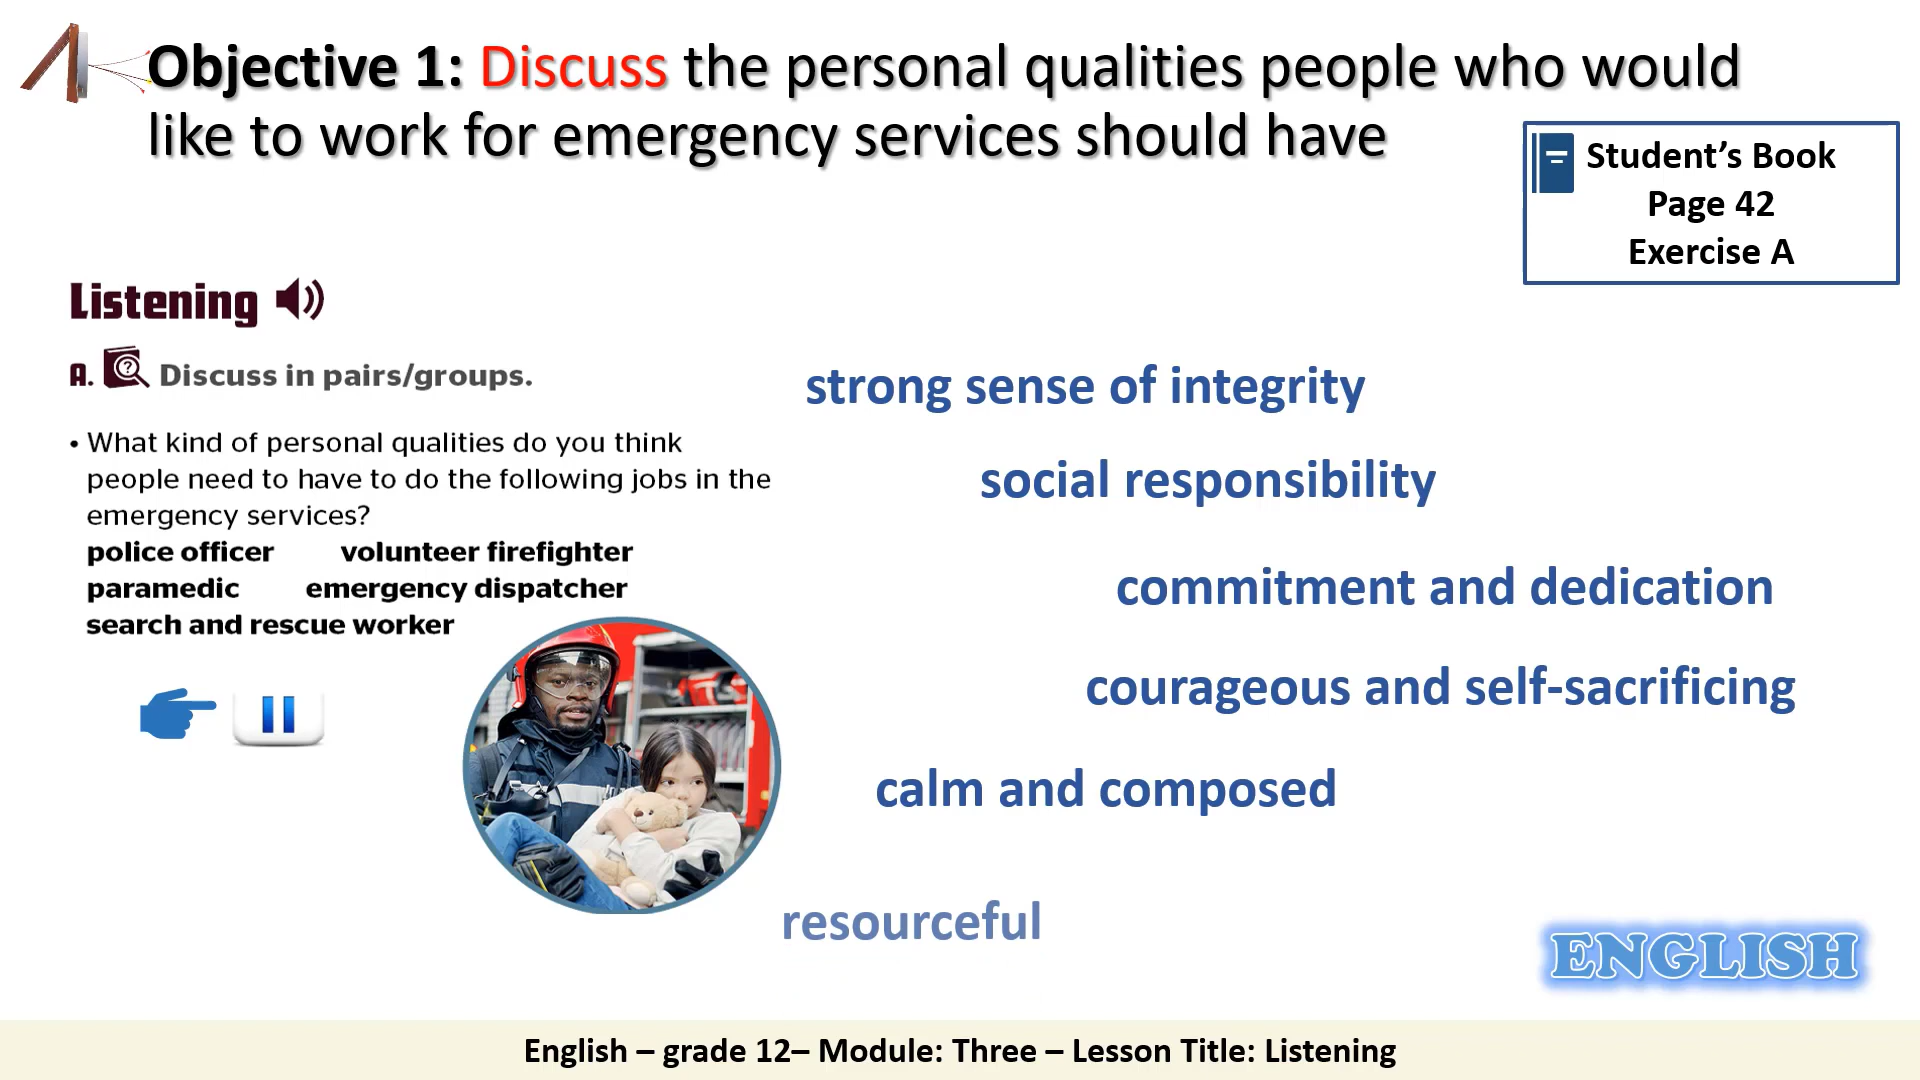 Objective 1: Discuss the personal qualities people who would
like to work for emergency services should have
Student’s Book
Page 42
Exercise A
Listening
A. Discuss in pairs/groups.
• What kind of personal qualities do you think
people need to have to do the following jobs in the
emergency services?
police officer volunteer firefighter
paramedic emergency dispatcher
search and rescue worker
strong sense of integrity
social responsibility
commitment and dedication
courageous and self-sacrificing
calm and composed
resourceful
ENGLISH
English – grade 12– Module: Three – Lesson Title: Listening